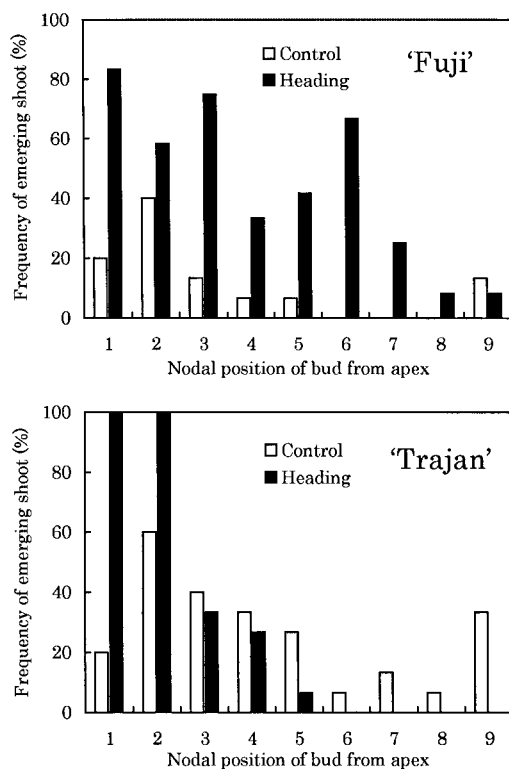 100
80
60
40
20
0
Frequency of emerging shoot (%)
Control
Heading
'Fuji'
1 2 3 4 5 6 7 8 9
Nodal position of bud from apex
100
80
60
40
20
0
Frequency of emerging shoot (%)
Control
Heading
'Trajan'
1 2 3 4 5 6 7 8 9
Nodal position of bud from apex